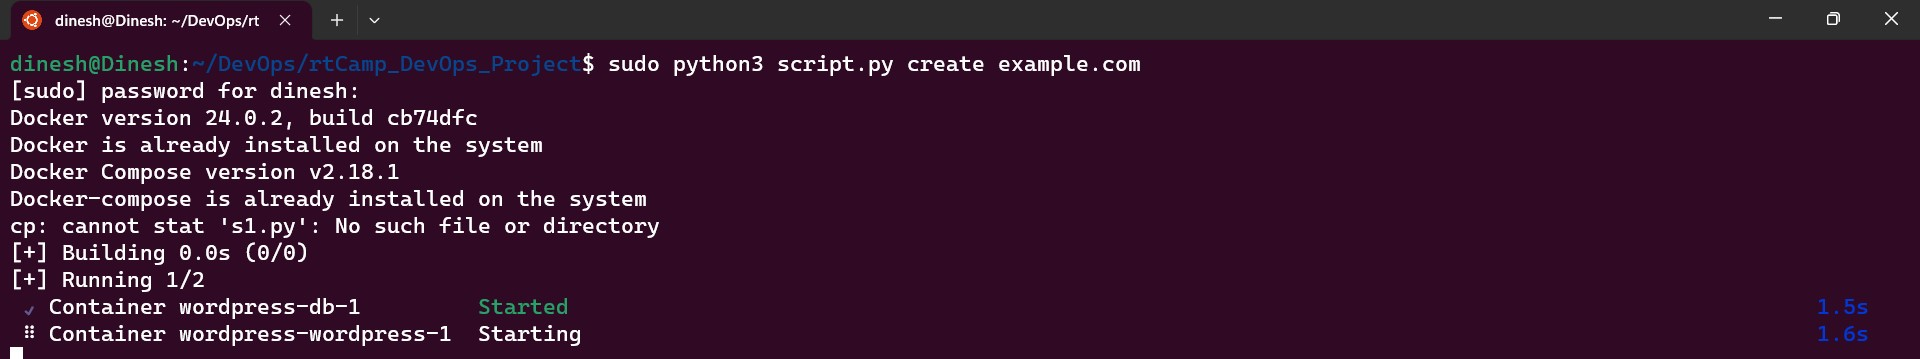 dinesh@Dinesh: ~/DevOps/rt
dinesh@Dinesh:~/DevOps/rtCamp_DevOps_Project$ sudo python3 script.py create example.com
[sudo] password for dinesh:
Docker version 24.0.2, build cb74dfc
Docker is already installed on the system
Docker Compose version v2.18.1
Docker-compose is already installed on the system
cp: cannot stat 's1.py': No such file or directory
[+] Building 0.0s (0/0)
[+] Running 1/2
✓ Container wordpress-db-1 Started 1.5s
⠿ Container wordpress-wordpress-1 Starting 1.6s